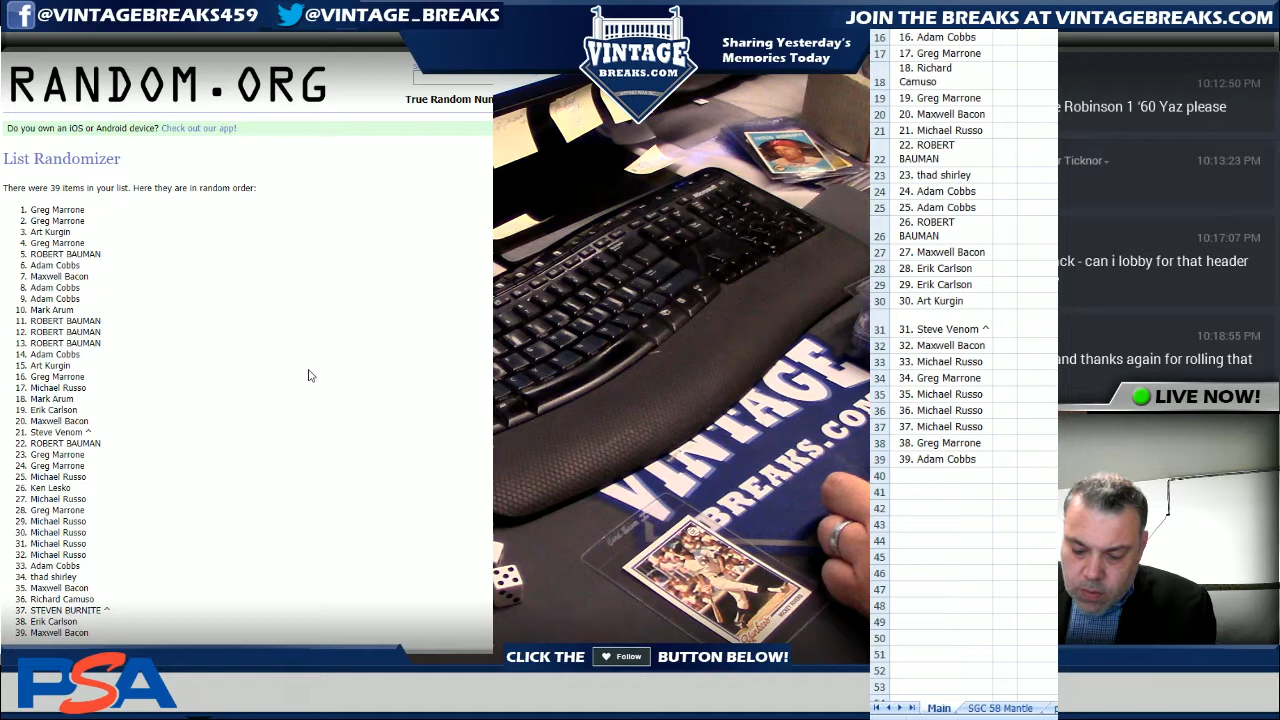 @VINTAGEBREAKS459
@VINTAGE_BREAKS
VINTAGE
BREAKS.COM
Sharing Yesterday's
Memories Today
JOIN THE BREAKS AT VINTAGEBREAKS.COM
RANDOM.ORG
True Random Num
Do you own an iOS or Android device? Check out our app!
List Randomizer
There were 39 items in your list. Here they are in random order:
1. Greg Marrone
2. Greg Marrone
3. Art Kurgin
4. Greg Marrone
5. ROBERT BAUMAN
6. Adam Cobbs
7. Maxwell Bacon
8. Adam Cobbs
9. Adam Cobbs
10. Mark Arum
11. ROBERT BAUMAN
12. ROBERT BAUMAN
13. ROBERT BAUMAN
14. Adam Cobbs
15. Art Kurgin
16. Greg Marrone
17. Michael Russo
18. Mark Arum
19. Erik Carlson
20. Maxwell Bacon
21. Steve Venom ^
22. ROBERT BAUMAN
23. Greg Marrone
24. Greg Marrone
25. Michael Russo
26. Ken Lesko
27. Michael Russo
28. Greg Marrone
29. Michael Russo
30. Michael Russo
31. Michael Russo
32. Michael Russo
33. Adam Cobbs
34. thad shirley
35. Maxwell Bacon
36. Richard Camuso
37. STEVEN BURNITE ^
38. Erik Carlson
39. Maxwell Bacon
PSA
VINTAGE
BREAKS.COM
CLICK THE Follow BUTTON BELOW!
16 16. Adam Cobbs
17 17. Greg Marrone
18. Richard
18 Camuso
19 19. Greg Marrone
20 20. Maxwell Bacon
21 21. Michael Russo
22. ROBERT
22 BAUMAN
23 23. thad shirley
24 24. Adam Cobbs
25 25. Adam Cobbs
26. ROBERT
26 BAUMAN
27 27. Maxwell Bacon
28 28. Erik Carlson
29 29. Erik Carlson
30 30. Art Kurgin
31 31. Steve Venom ^
32 32. Maxwell Bacon
33 33. Michael Russo
34 34. Greg Marrone
35 35. Michael Russo
36 36. Michael Russo
37 37. Michael Russo
38 38. Greg Marrone
39 39. Adam Cobbs
40
41
42
43
44
45
46
47
48
49
50
51
52
53
Main SGC 58 Mantle
10:12:50 PM
e Robinson 1 '60 Yaz please
r Ticknor
10:13:23 PM
10:17:07 PM
ck - can i lobby for that header
10:18:55 PM
and thanks again for rolling that
LIVE NOW!